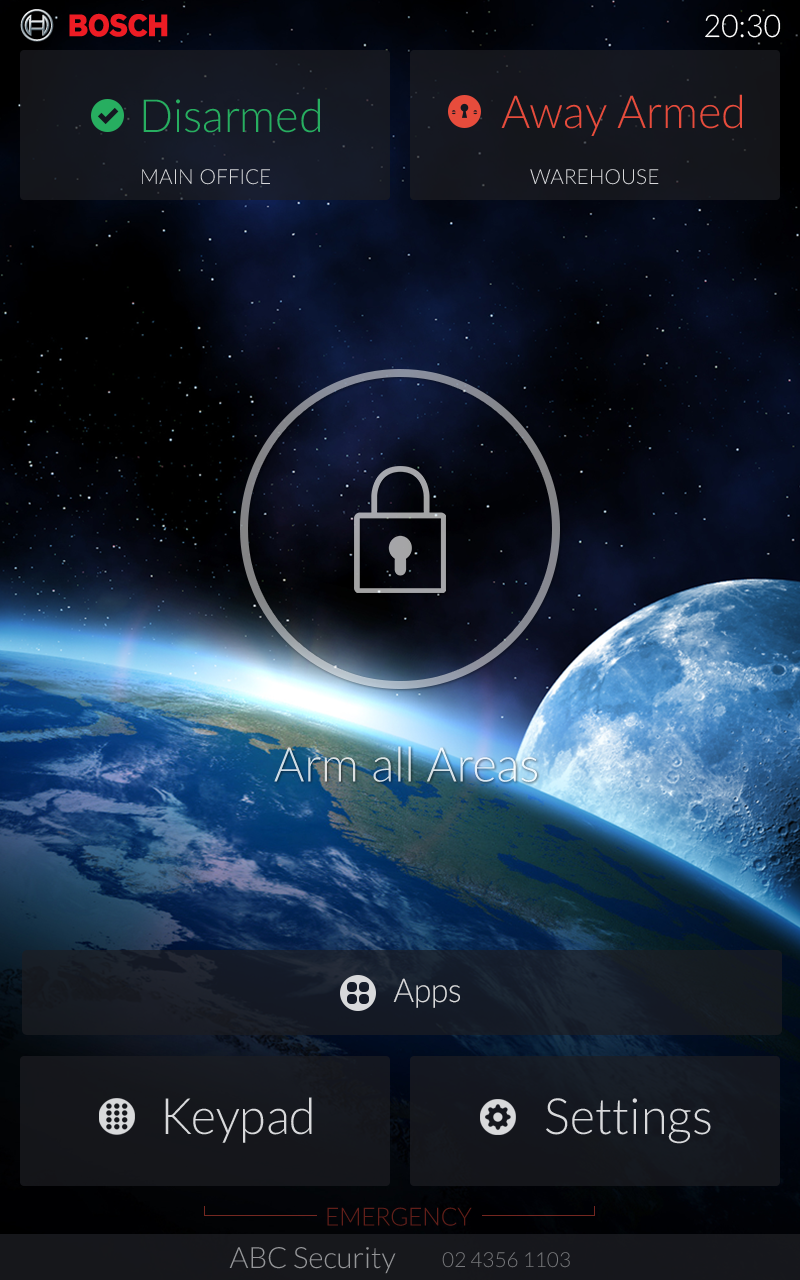 BOSCH 20:30
Disarmed
MAIN OFFICE
Away Armed
WAREHOUSE
Arm all Areas
Apps
Keypad
Settings
EMERGENCY
ABC Security 02 4356 1103